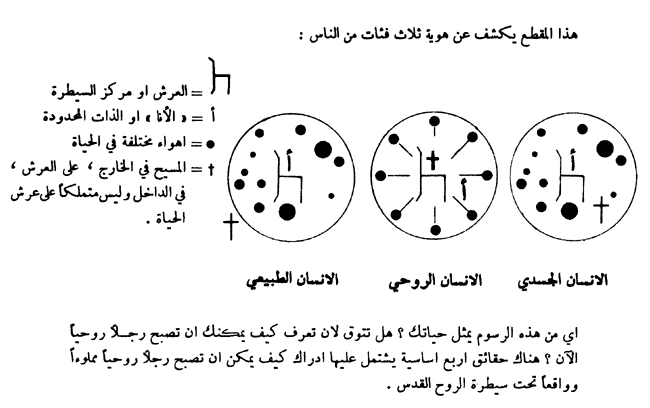 هذا المقطع يكشف عن هوية ثلاث فئات من الناس :
= العرش او مركز السيطرة
أ = « الأنا » او الذات المحدودة
= اهواء مختلفة في الحياة
† = المسيح في الخارج ، على العرش ،
في الداخل وليس متملكاً على عرش
الحياة .
أ
†
أ
†
أ
†
الانسان الجسدي
الانسان الروحي
الانسان الطبيعي
اي من هذه الرسوم يمثل حياتك ؟ هل تتوق لان تعرف كيف يمكنك ان تصبح رجلاً روحياً
الآن ؟ هناك حقائق اربع اساسية يشتمل عليها ادراك كيف يمكن ان تصبح رجلاً روحياً مملوءاً
وواقعاً تحت سيطرة الروح القدس .